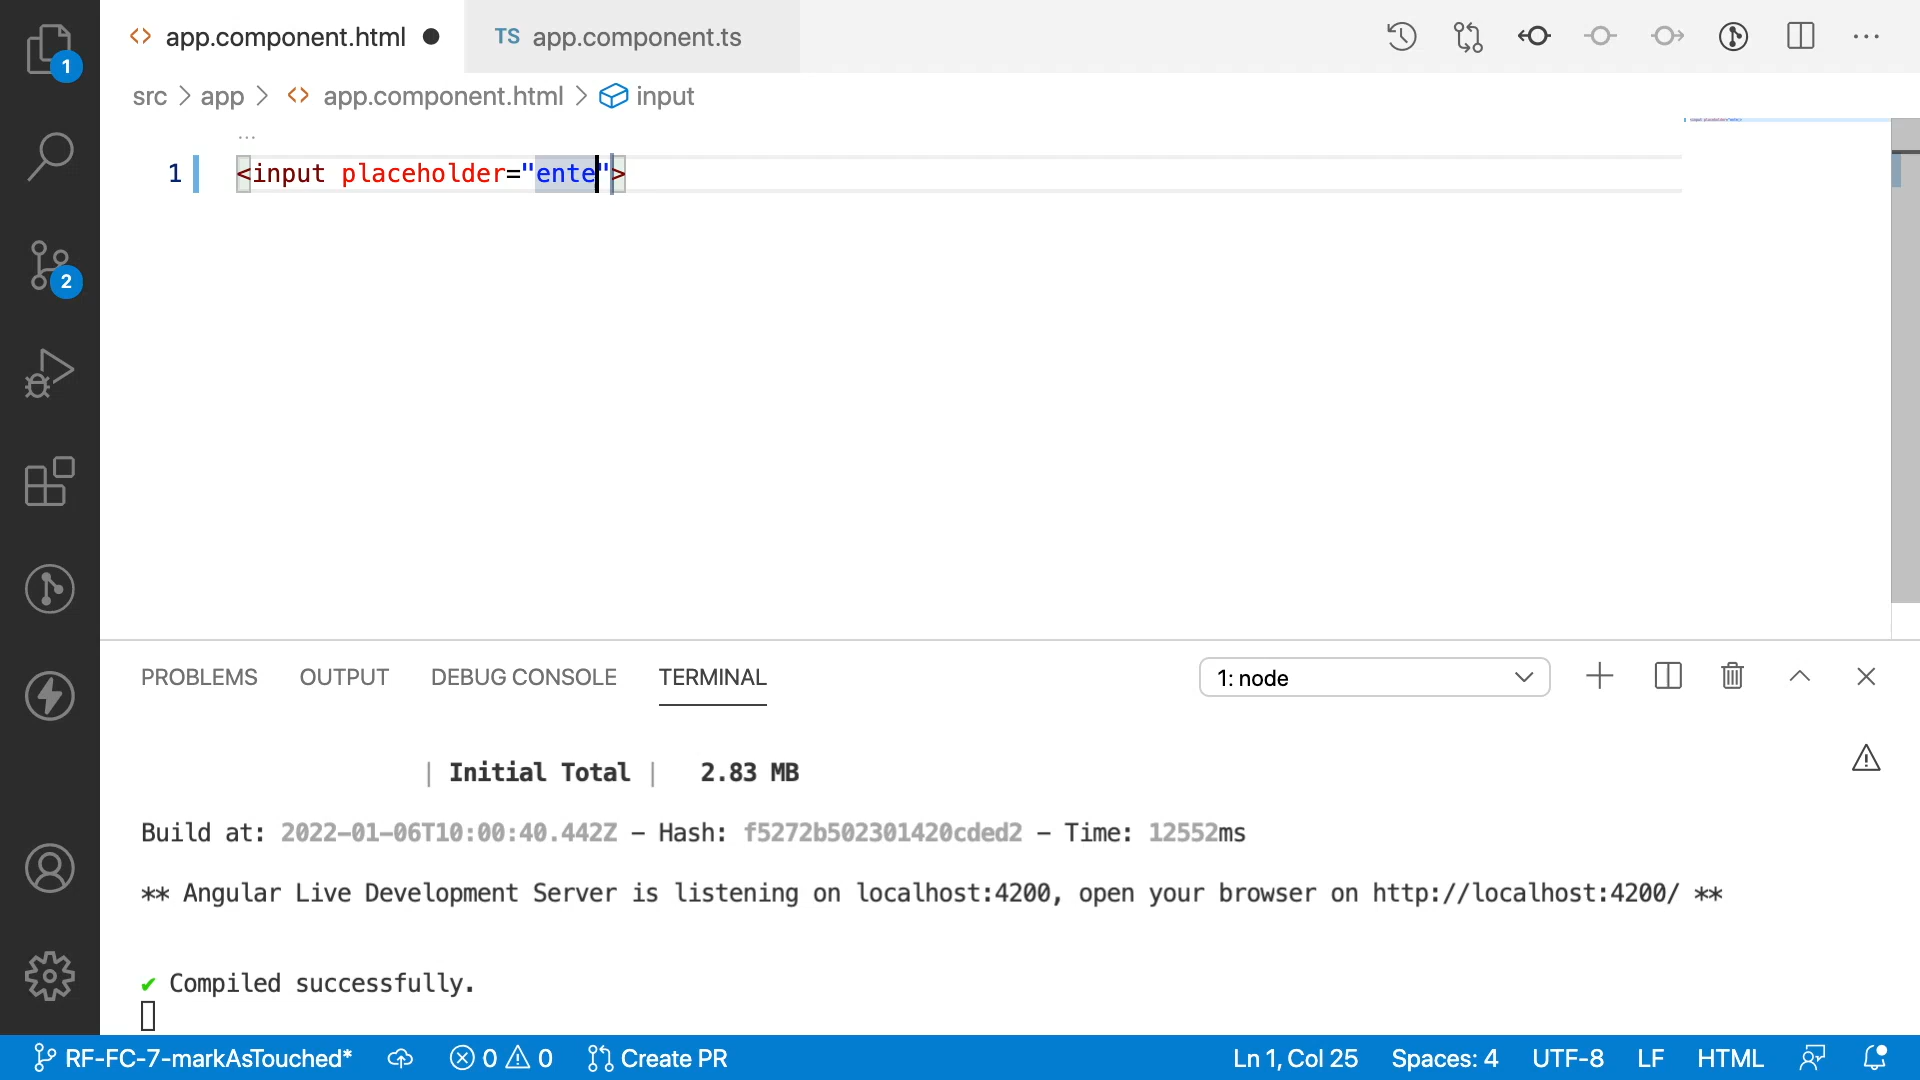 app.component.html
TS app.component.ts
1
src > app > app.component.html > input
...
1 <input placeholder="ente">
2
PROBLEMS OUTPUT DEBUG CONSOLE TERMINAL 1: node
| Initial Total | 2.83 MB
Build at: 2022-01-06T10:00:40.442Z - Hash: f5272b502301420cded2 - Time: 12552ms
** Angular Live Development Server is listening on localhost:4200, open your browser on http://localhost:4200/ **
✔ Compiled successfully.
RF-FC-7-markAsTouched* 0 0 Create PR Ln 1, Col 25 Spaces: 4 UTF-8 LF HTML